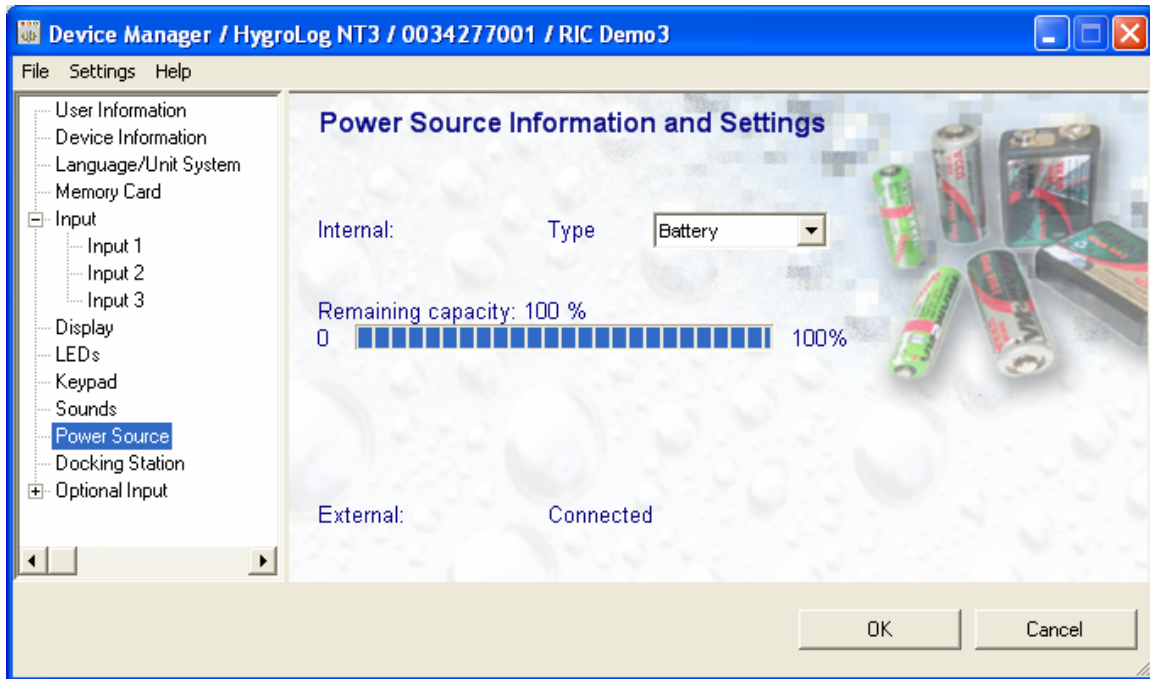 Device Manager / HygroLog NT3 / 0034277001 / RIC Demo3
File Settings Help
User Information
Device Information
Language/Unit System
Memory Card
Input
Input 1
Input 2
Input 3
Display
LEDs
Keypad
Sounds
Power Source
Docking Station
Optional Input
Power Source Information and Settings
Internal: Type Battery
Remaining capacity: 100 %
0 100%
External: Connected
OK Cancel